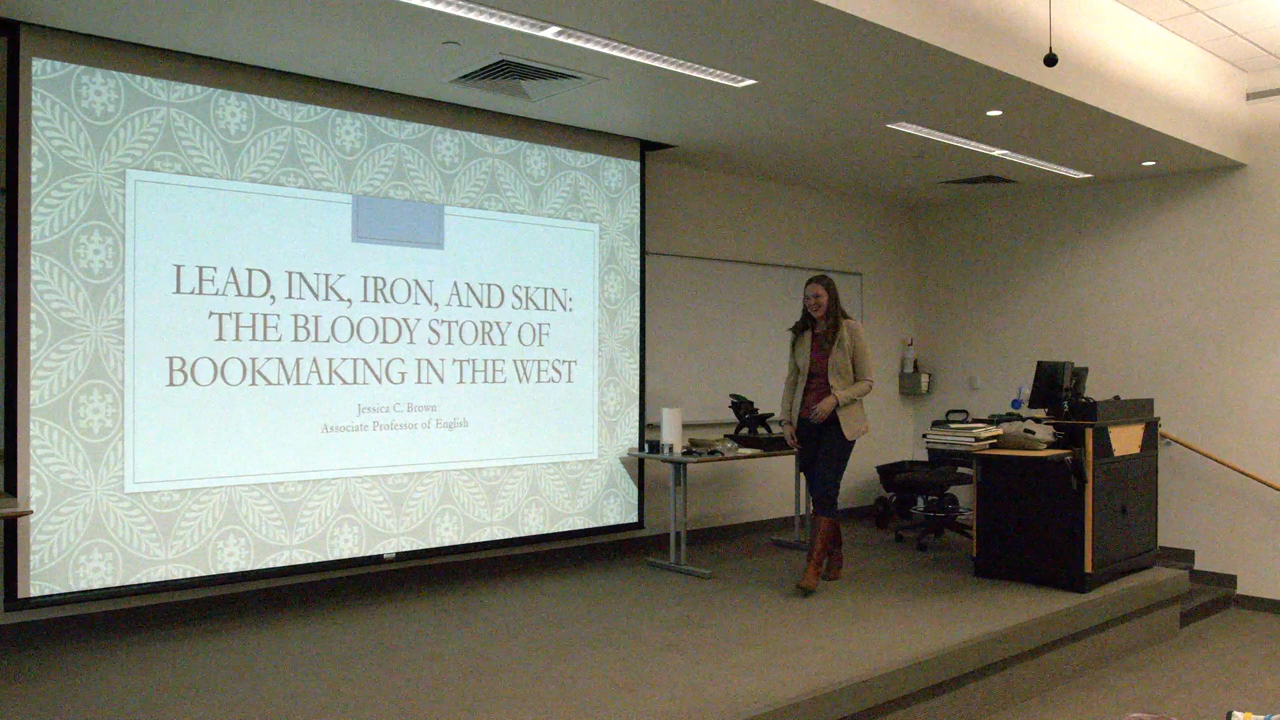 LEAD, INK, IRON, AND SKIN:
THE BLOODY STORY OF
BOOKMAKING IN THE WEST
Jessica C. Brown
Associate Professor of English